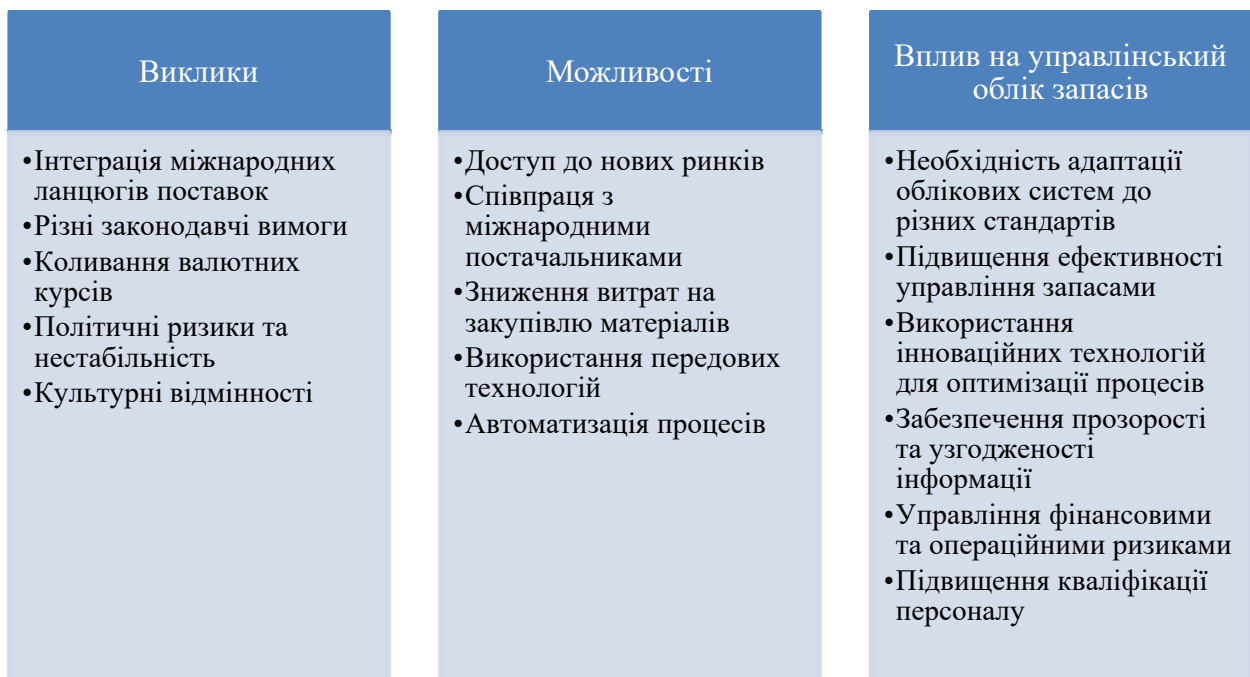 Виклики
•Інтеграція міжнародних
ланцюгів поставок
•Різні законодавчі вимоги
•Коливання валютних
курсів
•Політичні ризики та
нестабільність
•Культурні відмінності
Можливості
•Доступ до нових ринків
•Співпраця з
міжнародними
постачальниками
•Зниження витрат на
закупівлю матеріалів
•Використання передових
технологій
•Автоматизація процесів
Вплив на управлінський
облік запасів
•Необхідність адаптації
облікових систем до
різних стандартів
•Підвищення ефективності
управління запасами
•Використання
інноваційних технологій
для оптимізації процесів
•Забезпечення прозорості
та узгодженості
інформації
•Управління фінансовими
та операційними ризиками
•Підвищення кваліфікації
персоналу